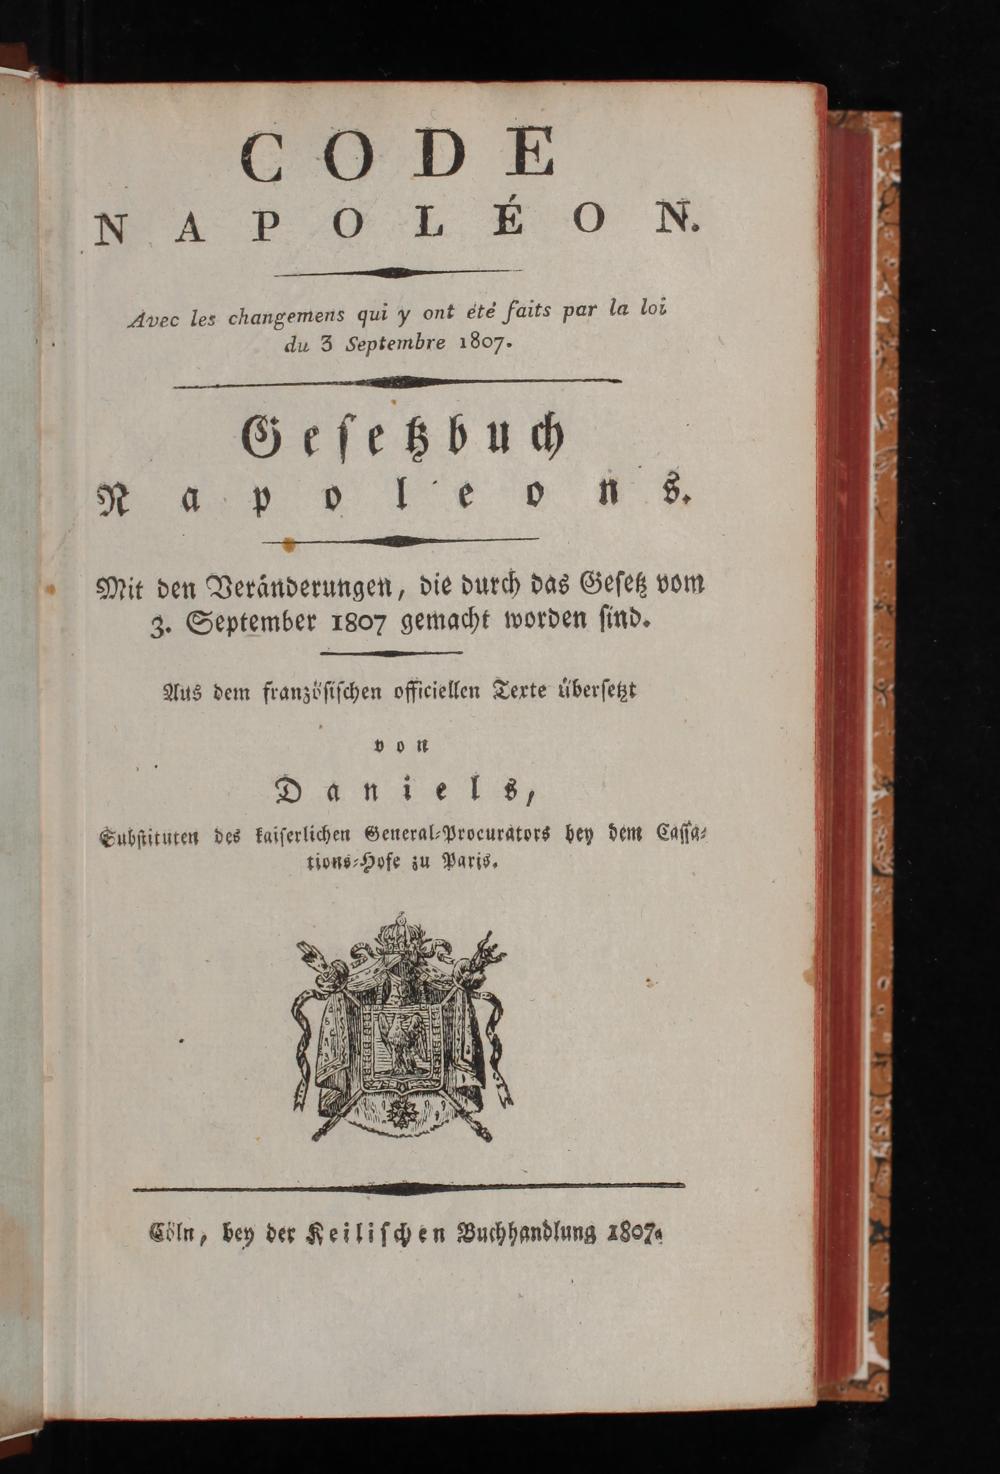 CODE
NAPOLÉON.
Avec les changemens qui y ont été faits par la loi
du 3 Septembre 1807.
Geſetzbuch
Napoleons.
Mit den Veränderungen, die durch das Geſetz vom
3. September 1807 gemacht worden ſind.
Aus dem franzöſiſchen officiellen Texte überſetzt
von
Daniels,
Subſtituten des kaiſerlichen General-Procurators bey dem Caſſa-
tions-Hofe zu Paris.
Cöln, bey der Keiliſchen Buchhandlung 1807.